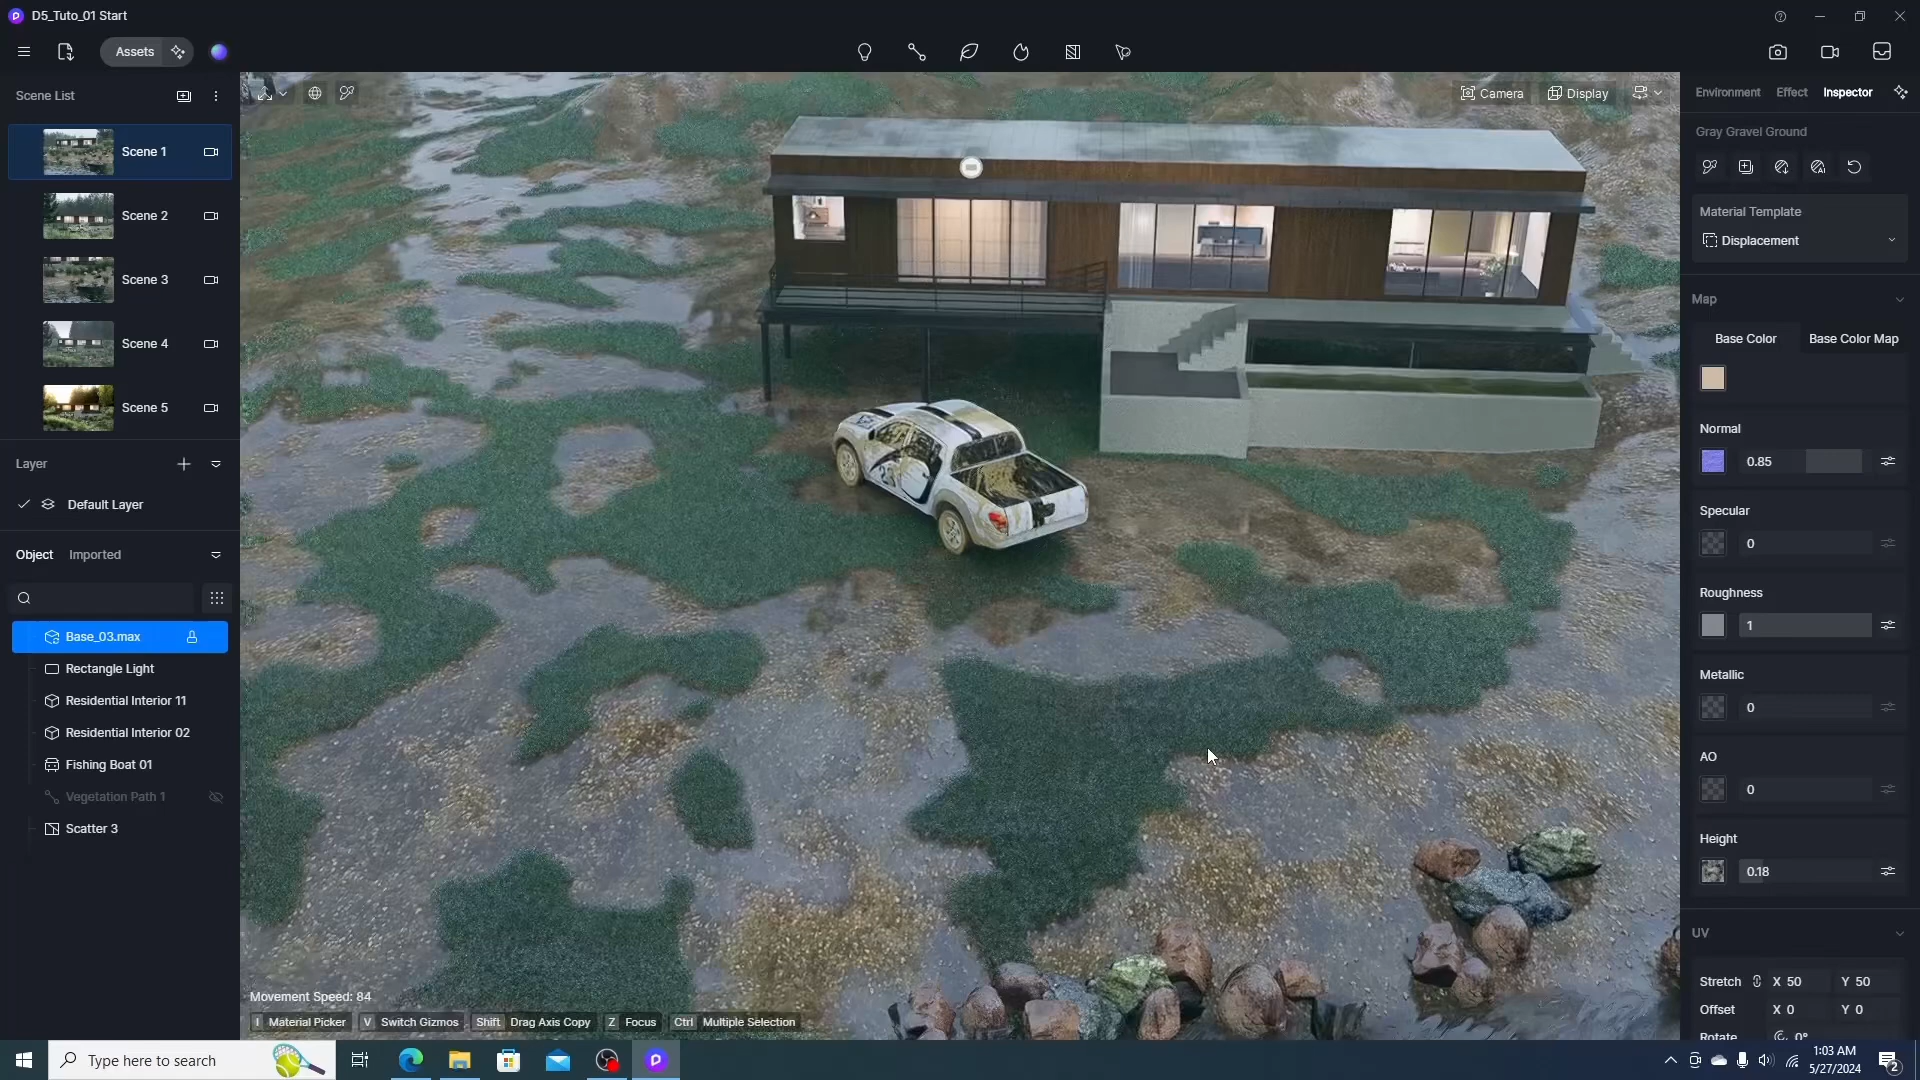 D5_Tuto_01 Start
Assets
Scene List
Scene 1
Scene 2
Scene 3
Scene 4
Scene 5
Layer
Default Layer
Object Imported
Base_03.max
Rectangle Light
Residential Interior 11
Residential Interior 02
Fishing Boat 01
Vegetation Path 1
Scatter 3
Camera Display
Movement Speed: 84
I Material Picker V Switch Gizmos Shift Drag Axis Copy Z Focus Ctrl Multiple Selection
Environment Effect Inspector
Gray Gravel Ground
AI
Material Template
Displacement
Map
Base Color Base Color Map
Normal
0.85
Specular
0
Roughness
1
Metallic
0
AO
0
Height
0.18
UV
Stretch X 50 Y 50
Offset X 0 Y 0
Rotate 0°
Type here to search
1:03 AM
5/27/2024
2